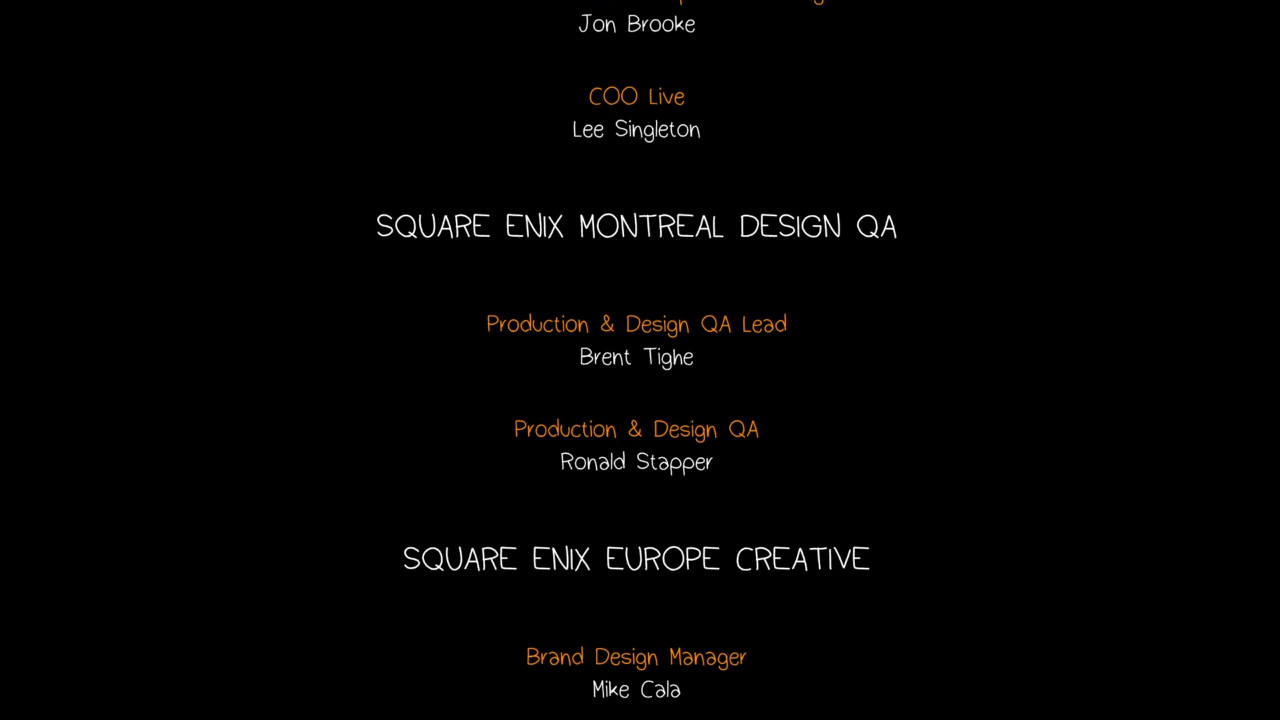 Jon Brooke
COO Live
Lee Singleton
SQUARE ENIX MONTREAL DESIGN QA
Production & Design QA Lead
Brent Tighe
Production & Design QA
Ronald Stapper
SQUARE ENIX EUROPE CREATIVE
Brand Design Manager
Mike Cala